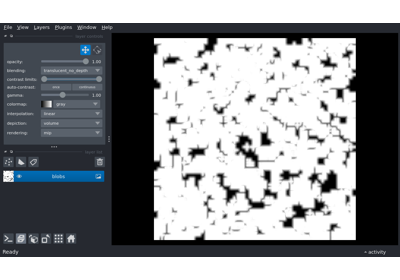 File View Layers Plugins Window Help
opacity: 1.00
blending: translucent_no_depth
contrast limits:
auto-contrast: once continuous
gamma: 1.00
colormap: gray
interpolation: linear
depiction: volume
rendering: mip
blobs
Ready
activity